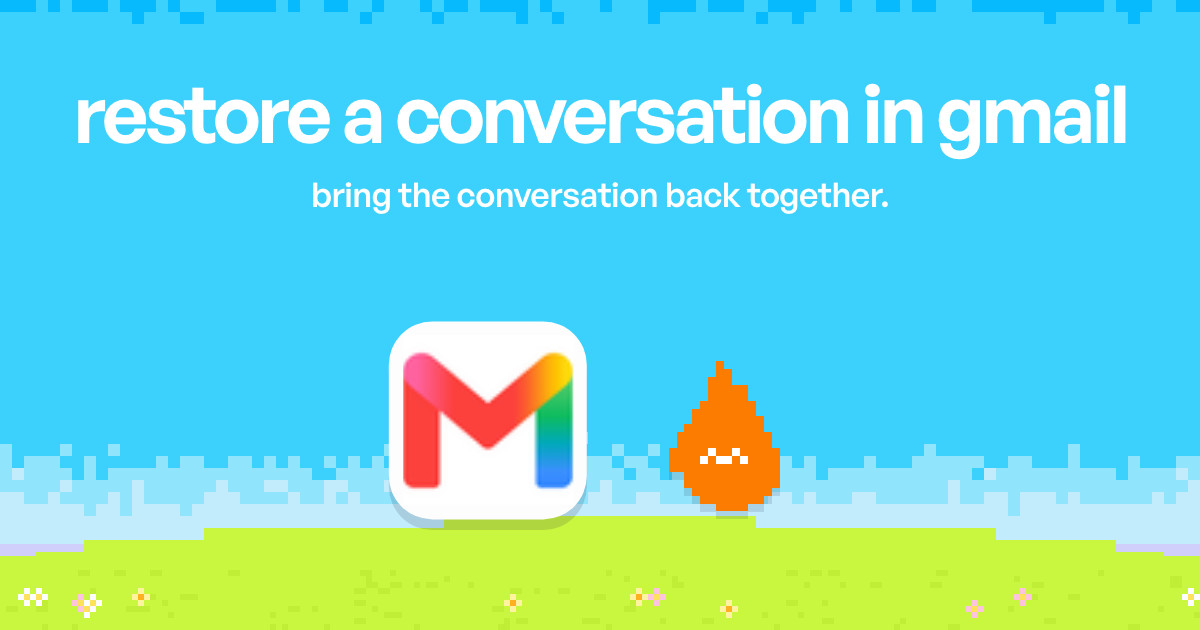 restore a conversation in gmail
bring the conversation back together.